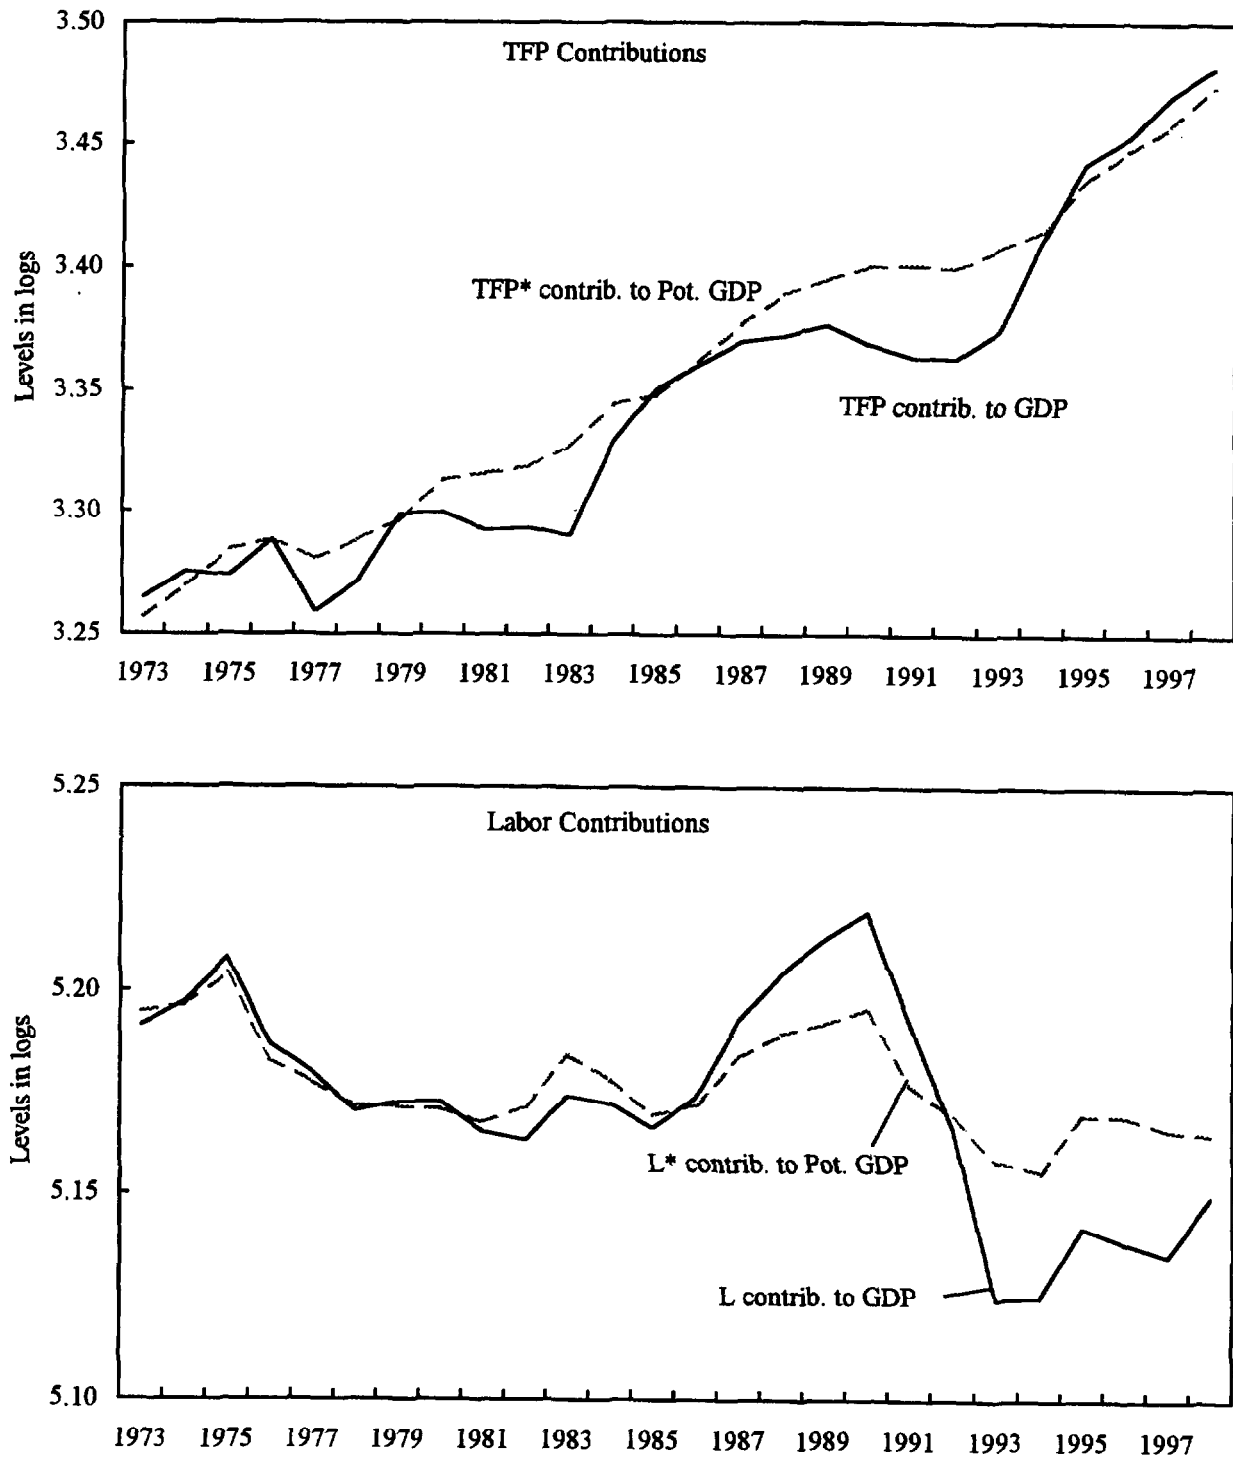 3.50
TFP Contributions
3.45
3.40
TFP* contrib. to Pot. GDP
Levels in logs
3.35
TFP contrib. to GDP
3.30
3.25
1973 1975 1977 1979 1981 1983 1985 1987 1989 1991 1993 1995 1997
5.25
Labor Contributions
5.20
Levels in logs
L* contrib. to Pot. GDP
5.15
L contrib. to GDP
5.10
1973 1975 1977 1979 1981 1983 1985 1987 1989 1991 1993 1995 1997